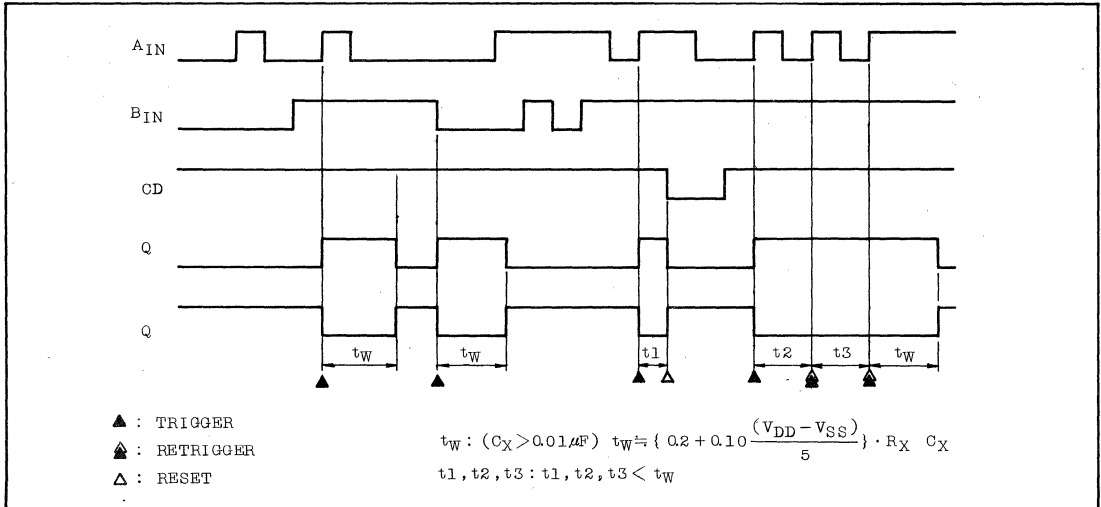 AIN
BIN
CD
Q
Q
tW tW t1 t2 t3 tW
▲ : TRIGGER
: RETRIGGER
△ : RESET
tW : (CX>0.01μF) tW≒{ 0.2+0.10 (VDD−VSS)/5 }·RX CX
t1, t2, t3 : t1, t2, t3 < tW